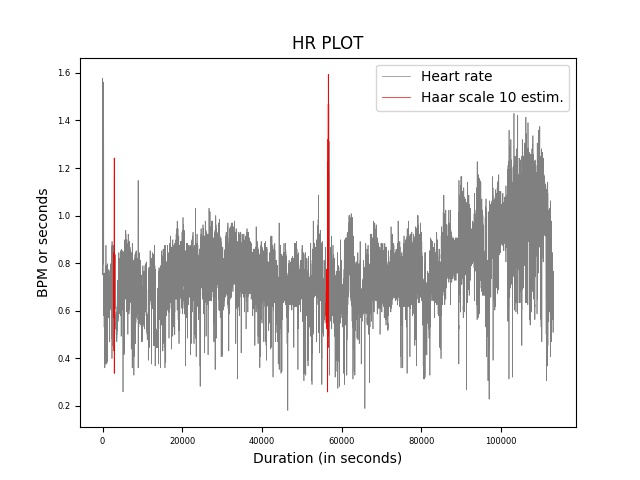 HR PLOT
Heart rate
Haar scale 10 estim.
BPM or seconds
1.6
1.4
1.2
1.0
0.8
0.6
0.4
0.2
0 20000 40000 60000 80000 100000
Duration (in seconds)